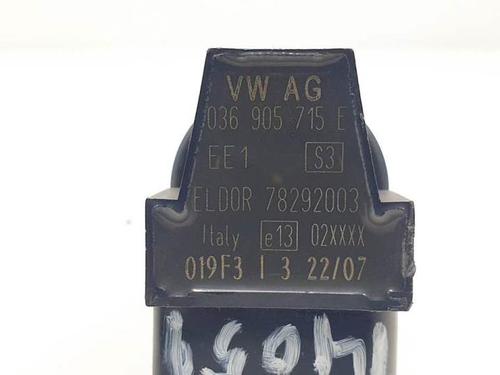 VW AG
036 905 715 E
EE1 S3
ELDOR 78292003
Italy e13 02XXXX
019F3 I 3 22/07